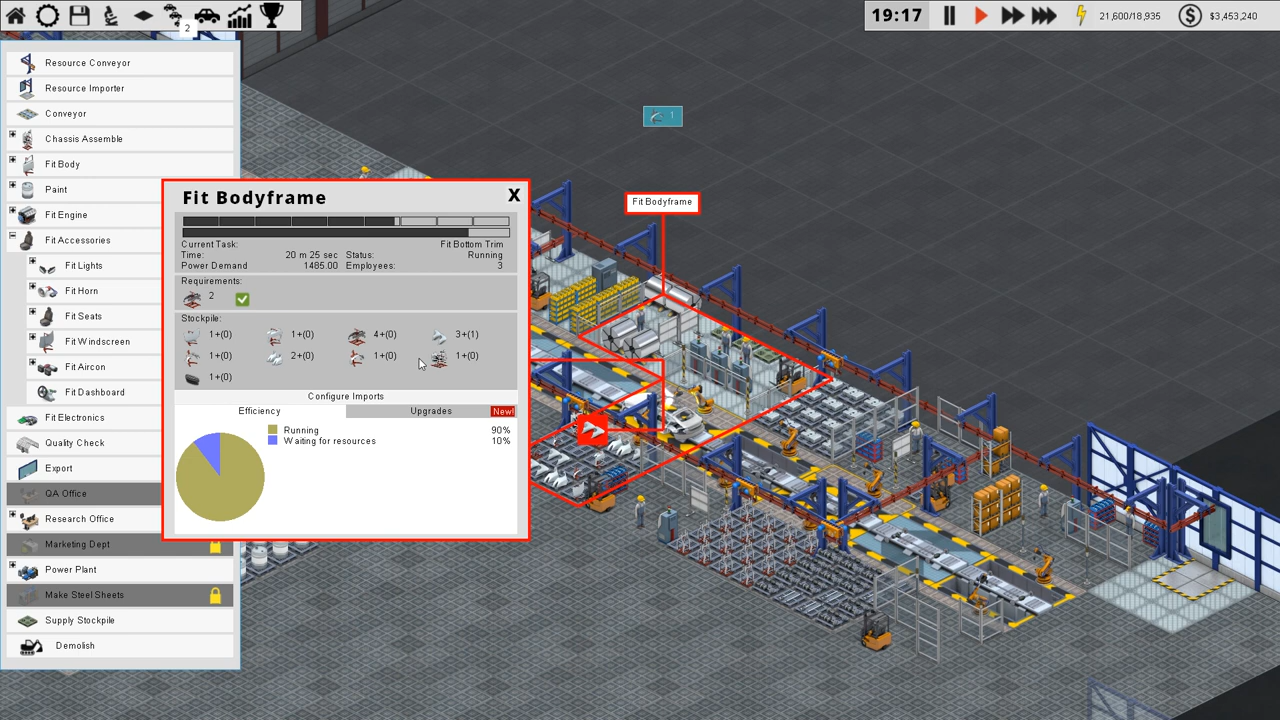 19:17
21,600/18,935
$
$3,453,240
2
Resource Conveyor
Resource Importer
Conveyor
Chassis Assemble
Fit Body
Paint
Fit Engine
Fit Accessories
Fit Lights
Fit Horn
Fit Seats
Fit Windscreen
Fit Aircon
Fit Dashboard
Fit Electronics
Quality Check
Export
QA Office
Research Office
Marketing Dept
Power Plant
Make Steel Sheets
Supply Stockpile
Demolish
1
Fit Bodyframe
Fit Bodyframe
X
Current Task: Fit Bottom Trim
Time: 20 m 25 sec Status: Running
Power Demand 1485.00 Employees: 3
Requirements:
2
Stockpile:
1+(0) 1+(0) 4+(0) 3+(1)
1+(0) 2+(0) 1+(0) 1+(0)
1+(0)
Configure Imports
Efficiency Upgrades New!
Running 90%
Waiting for resources 10%